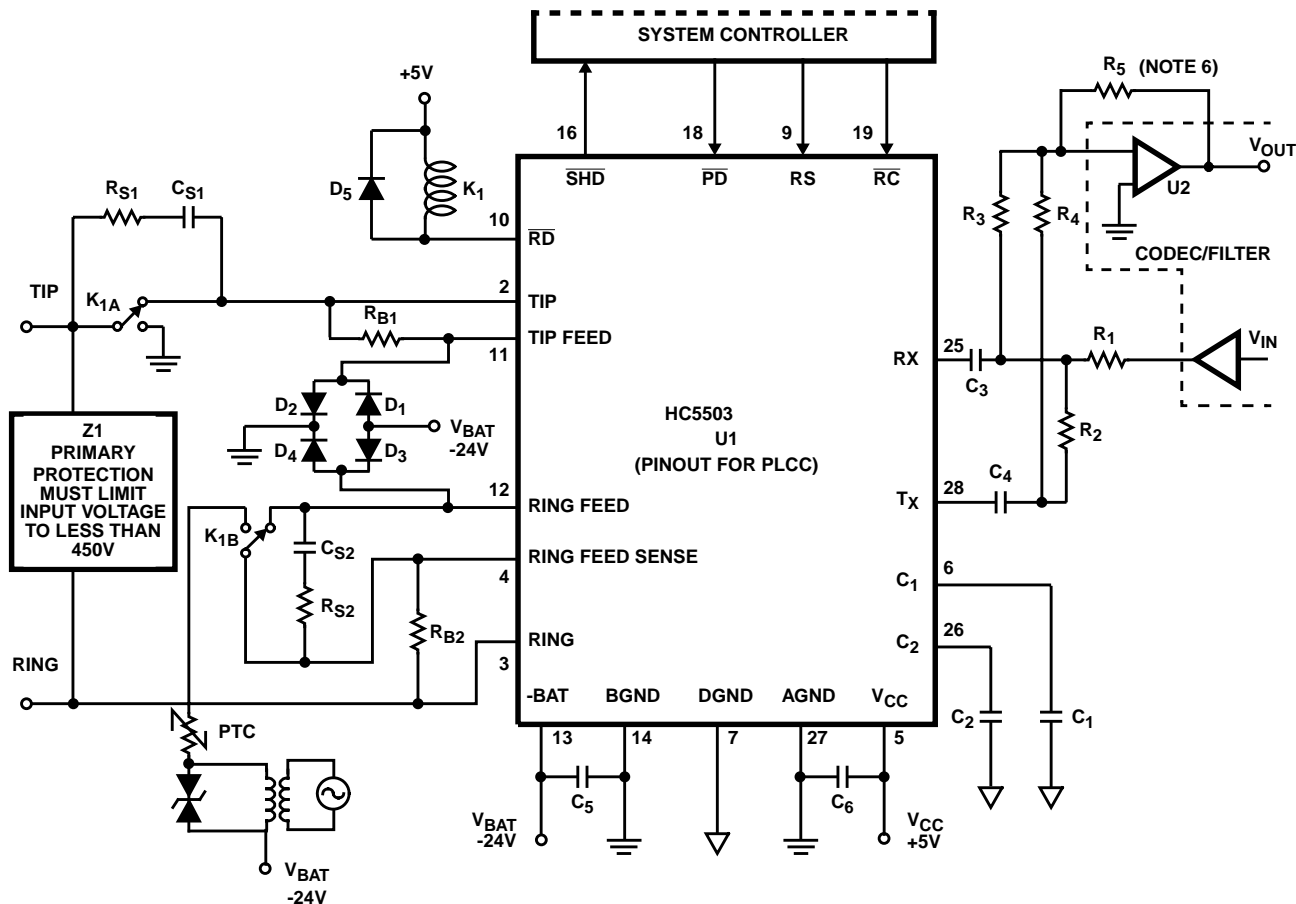 SYSTEM CONTROLLER
+5V
R5 (NOTE 6)
16
18
9
19
VOUT
SHD
PD
RS
RC
U2
RS1
CS1
D5
K1
R3
R4
10
RD
CODEC/FILTER
TIP
K1A
2
TIP
RB1
TIP FEED
11
R1
VIN
RX
25
C3
D2
D1
VBAT
-24V
D4
D3
HC5503
U1
(PINOUT FOR PLCC)
R2
Z1
PRIMARY
PROTECTION
MUST LIMIT
INPUT VOLTAGE
TO LESS THAN
450V
12
RING FEED
TX
28
C4
K1B
CS2
RING FEED SENSE
4
RS2
RB2
C1
6
C2
26
RING
3
RING
-BAT
BGND
DGND
AGND
VCC
C2
C1
PTC
13
14
7
27
5
C5
C6
VBAT
-24V
VCC
+5V
VBAT
-24V